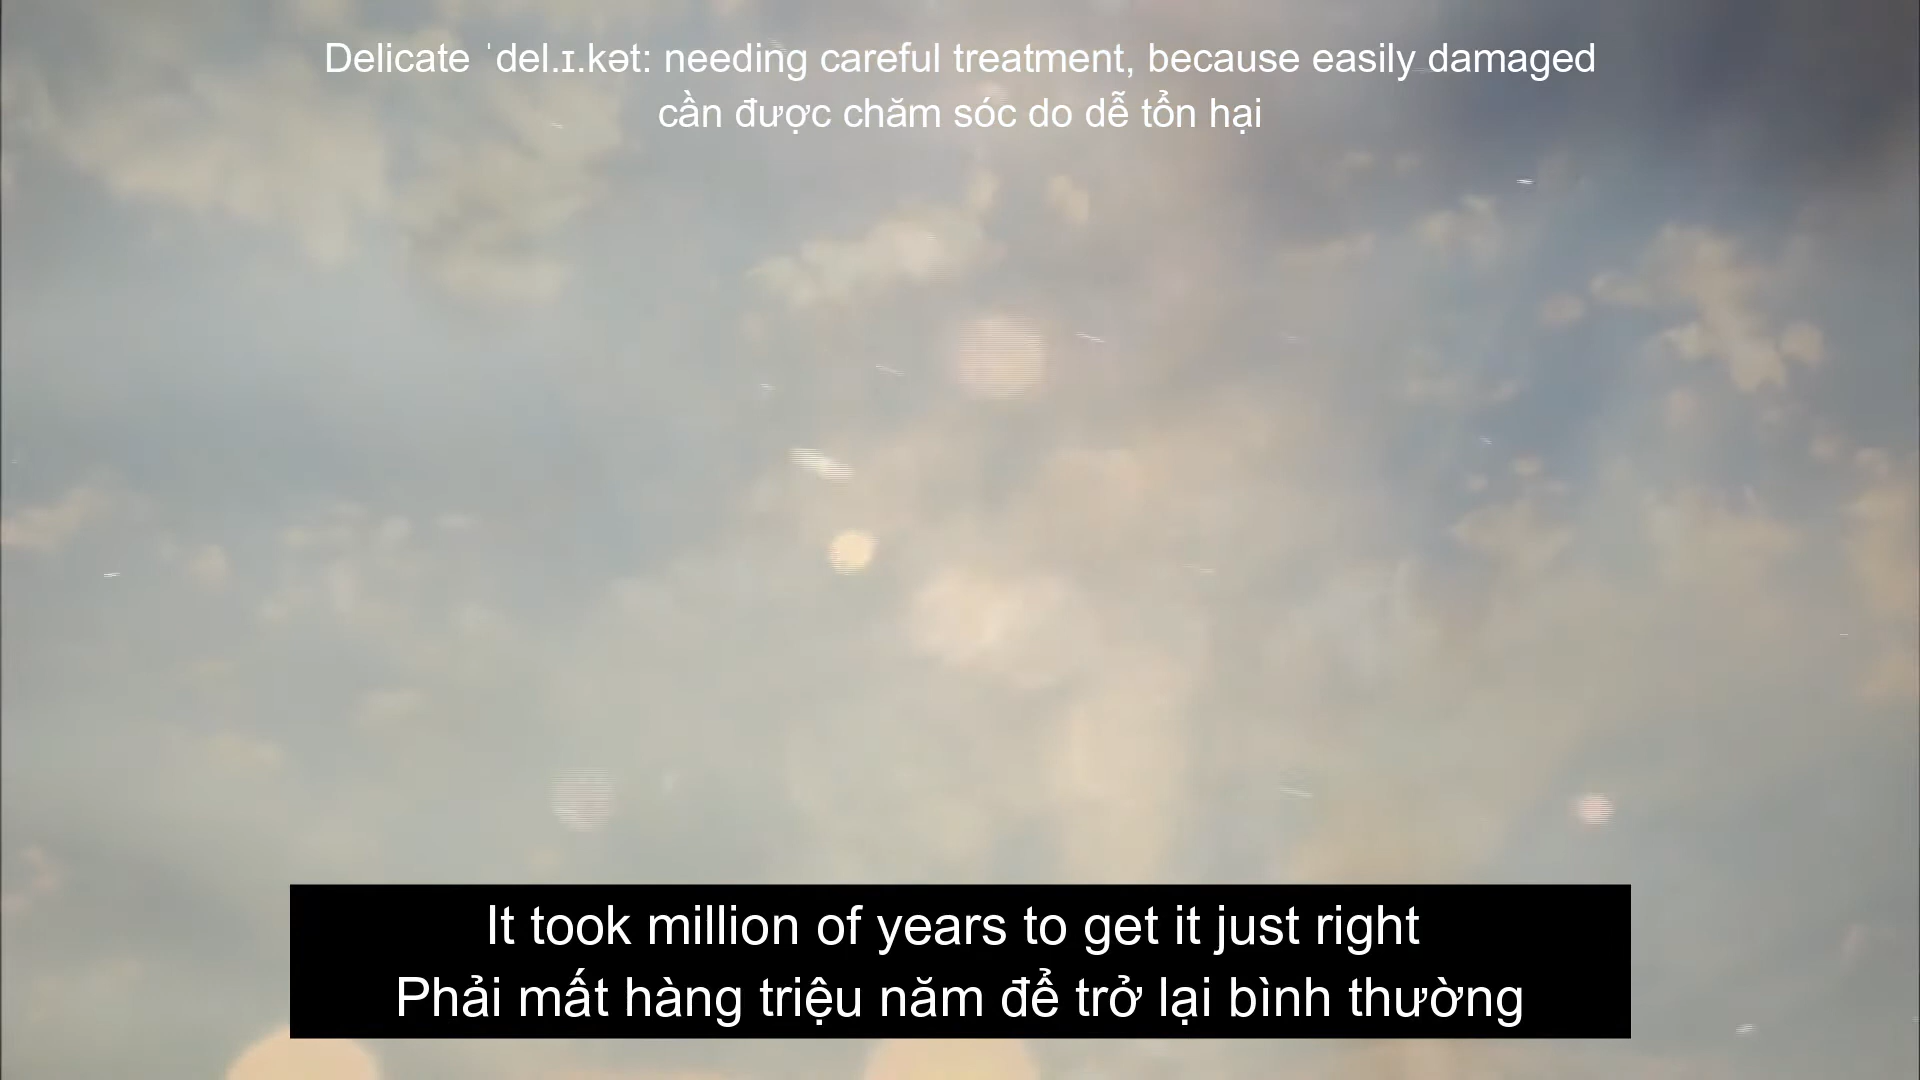 Delicate ˈdel.ɪ.kət: needing careful treatment, because easily damaged
cần được chăm sóc do dễ tổn hại
It took million of years to get it just right
Phải mất hàng triệu năm để trở lại bình thường